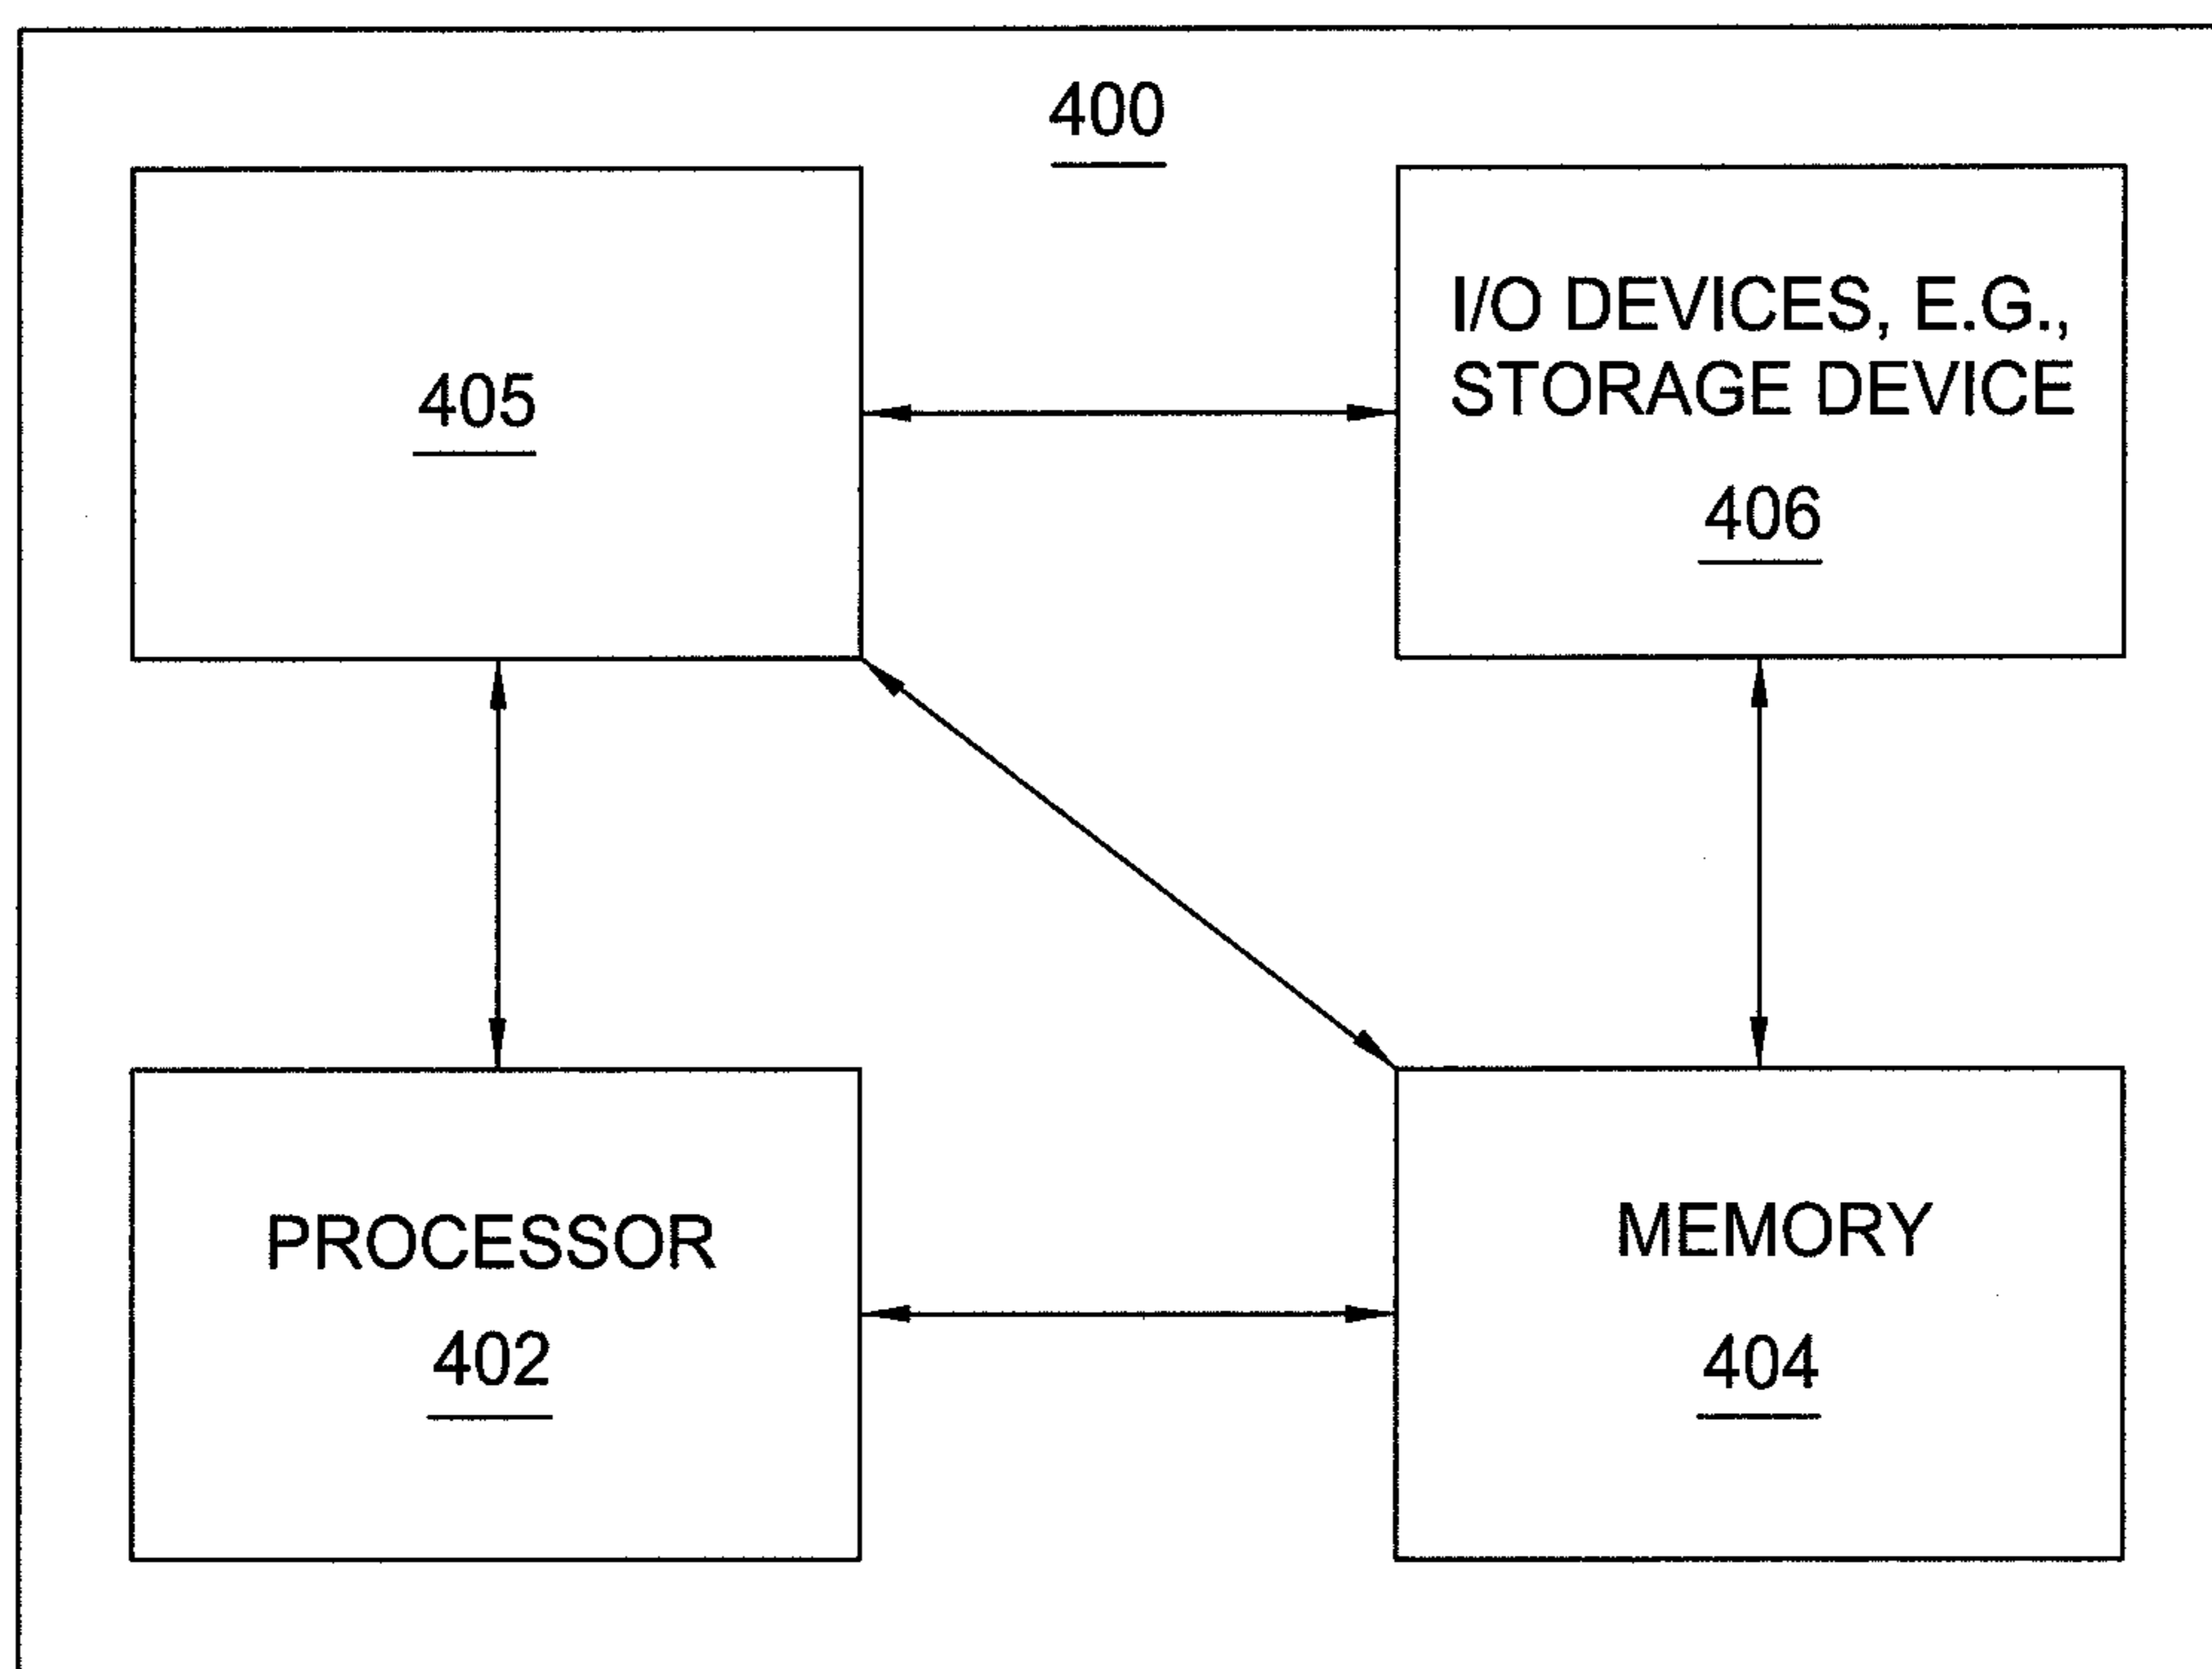 400
405
I/O DEVICES, E.G.,
STORAGE DEVICE
406
PROCESSOR
402
MEMORY
404